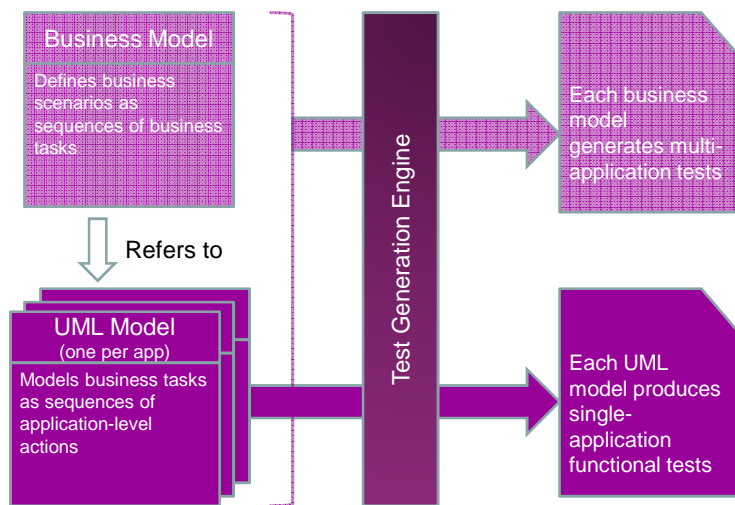 Business Model
Defines business
scenarios as
sequences of business
tasks
Refers to
UML Model
(one per app)
Models business tasks
as sequences of
application-level
actions
Test Generation Engine
Each business
model
generates multi-
application tests
Each UML
model produces
single-
application
functional tests